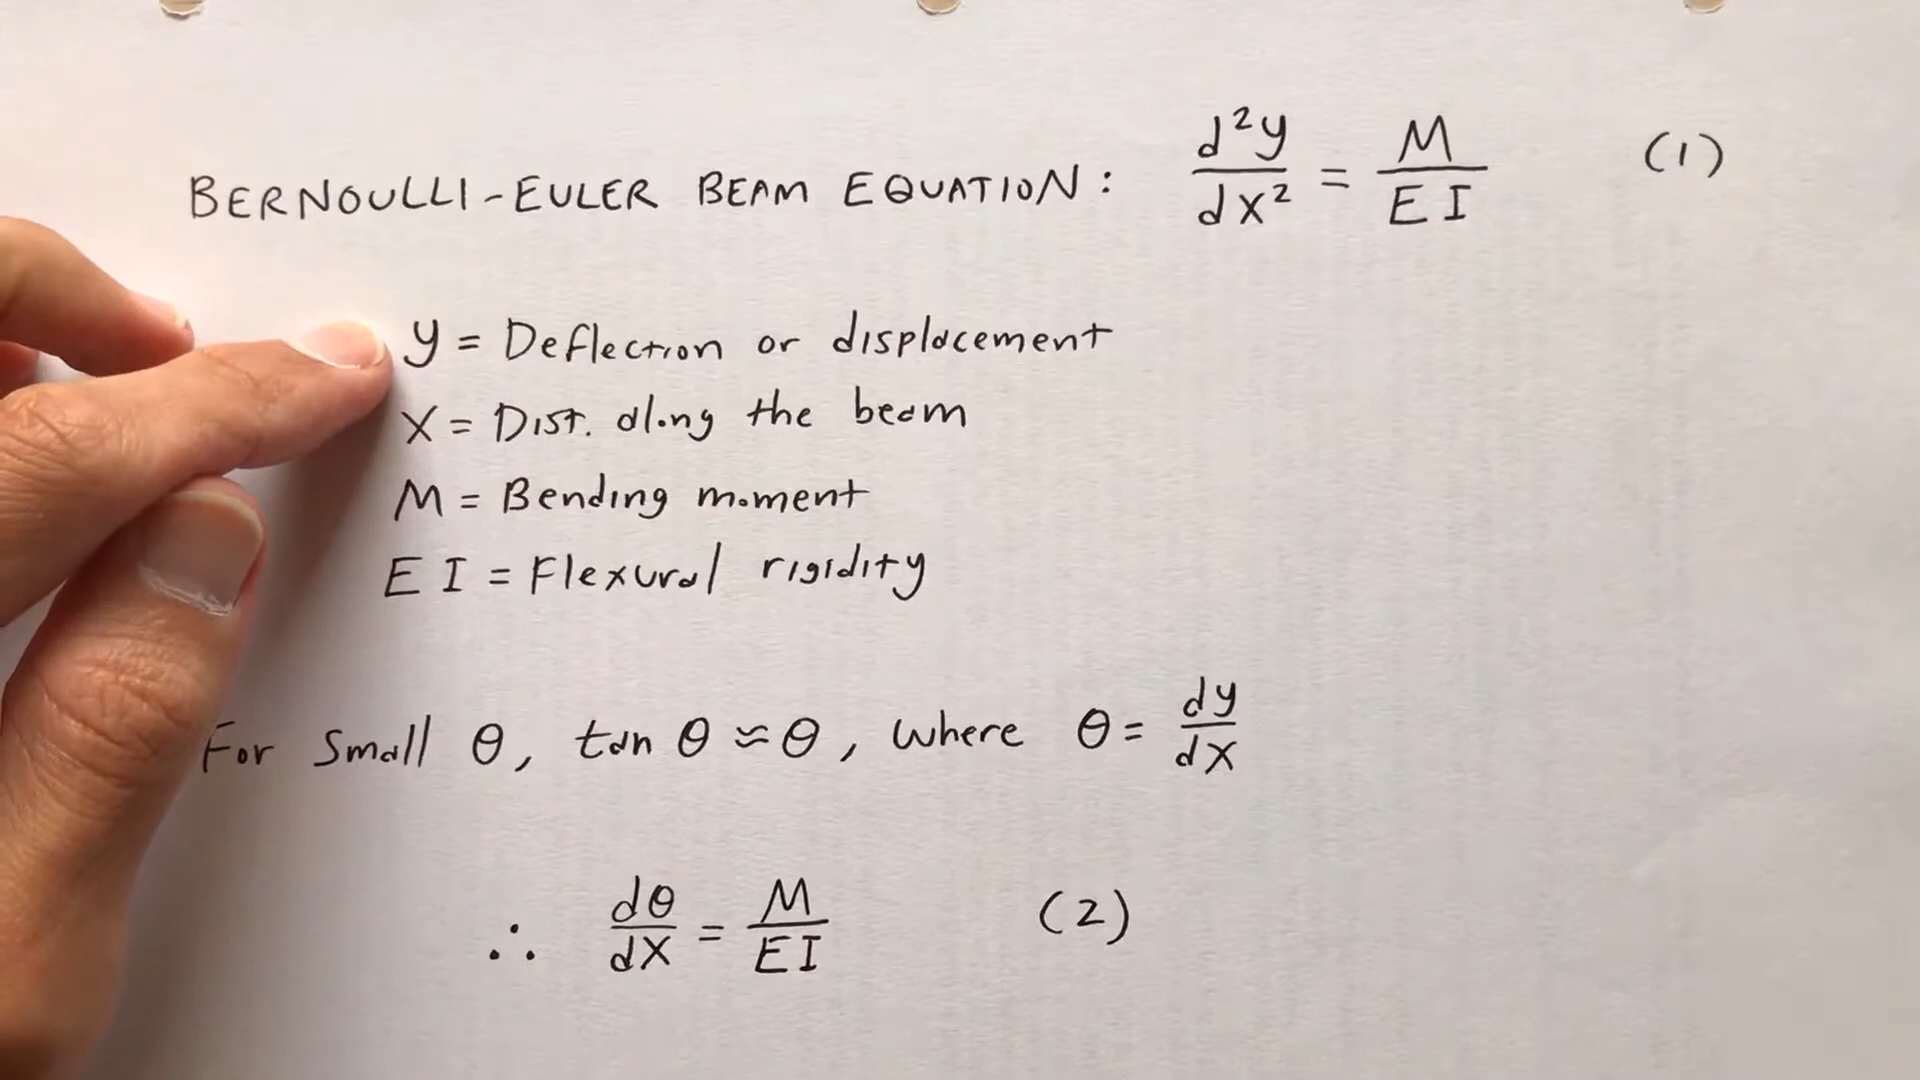 BERNOULLI-EULER BEAM EQUATION: d²y/dx² = M/EI (1)
y = Deflection or displacement
x = Dist. along the beam
M = Bending moment
EI = Flexural rigidity
For small θ, tan θ ≈ θ, where θ = dy/dx
∴ dθ/dx = M/EI (2)